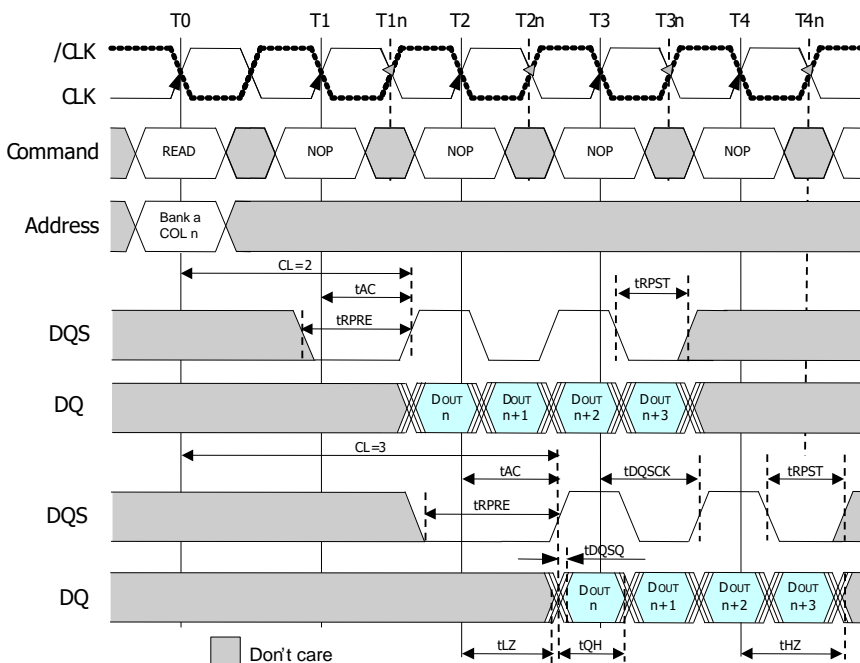 T0 T1 T1n T2 T2n T3 T3n T4 T4n
/CLK
CLK
Command READ NOP NOP NOP NOP
Address Bank a
COL n
CL=2
tAC
tRPRE
tRPST
DQS
DQ DOUT n DOUT n+1 DOUT n+2 DOUT n+3
CL=3
tAC
tDQSCK
tRPST
tRPRE
DQS
tDQSQ
DQ DOUT n DOUT n+1 DOUT n+2 DOUT n+3
tLZ tQH tHZ
Don't care